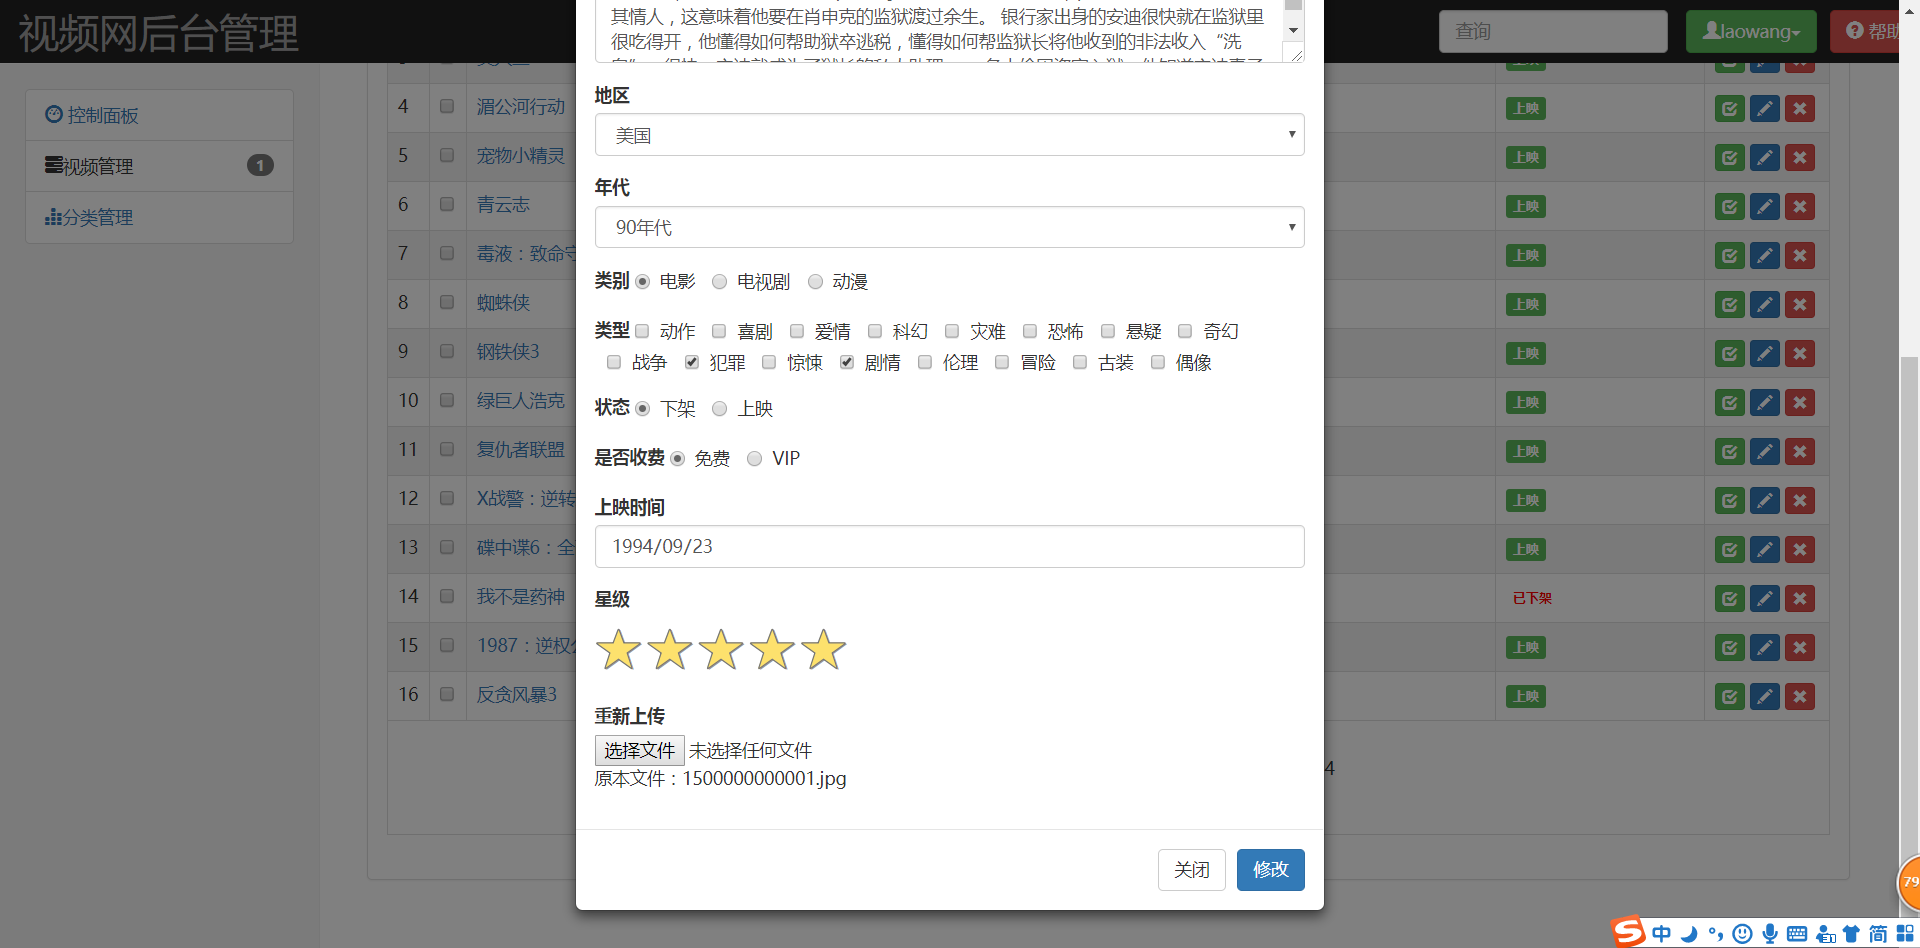 视频网后台管理
查询
laowang
帮助
控制面板
视频管理
1
分类管理
4 湄公河行动 上映
5 宠物小精灵 上映
6 青云志 上映
7 毒液：致命守 上映
8 蜘蛛侠 上映
9 钢铁侠3 上映
10 绿巨人浩克 上映
11 复仇者联盟 上映
12 X战警：逆转 上映
13 碟中谍6：全 上映
14 我不是药神 已下架
15 1987：逆权公 上映
16 反贪风暴3 上映
4
其情人，这意味着他要在肖申克的监狱渡过余生。 银行家出身的安迪很快就在监狱里
很吃得开，他懂得如何帮助狱卒逃税，懂得如何帮监狱长将他收到的非法收入“洗
地区
美国
年代
90年代
类别 电影 电视剧 动漫
类型 动作 喜剧 爱情 科幻 灾难 恐怖 悬疑 奇幻
战争 犯罪 惊悚 剧情 伦理 冒险 古装 偶像
状态 下架 上映
是否收费 免费 VIP
上映时间
1994/09/23
星级
重新上传
选择文件 未选择任何文件
原本文件：1500000000001.jpg
关闭 修改
79
S 中 简